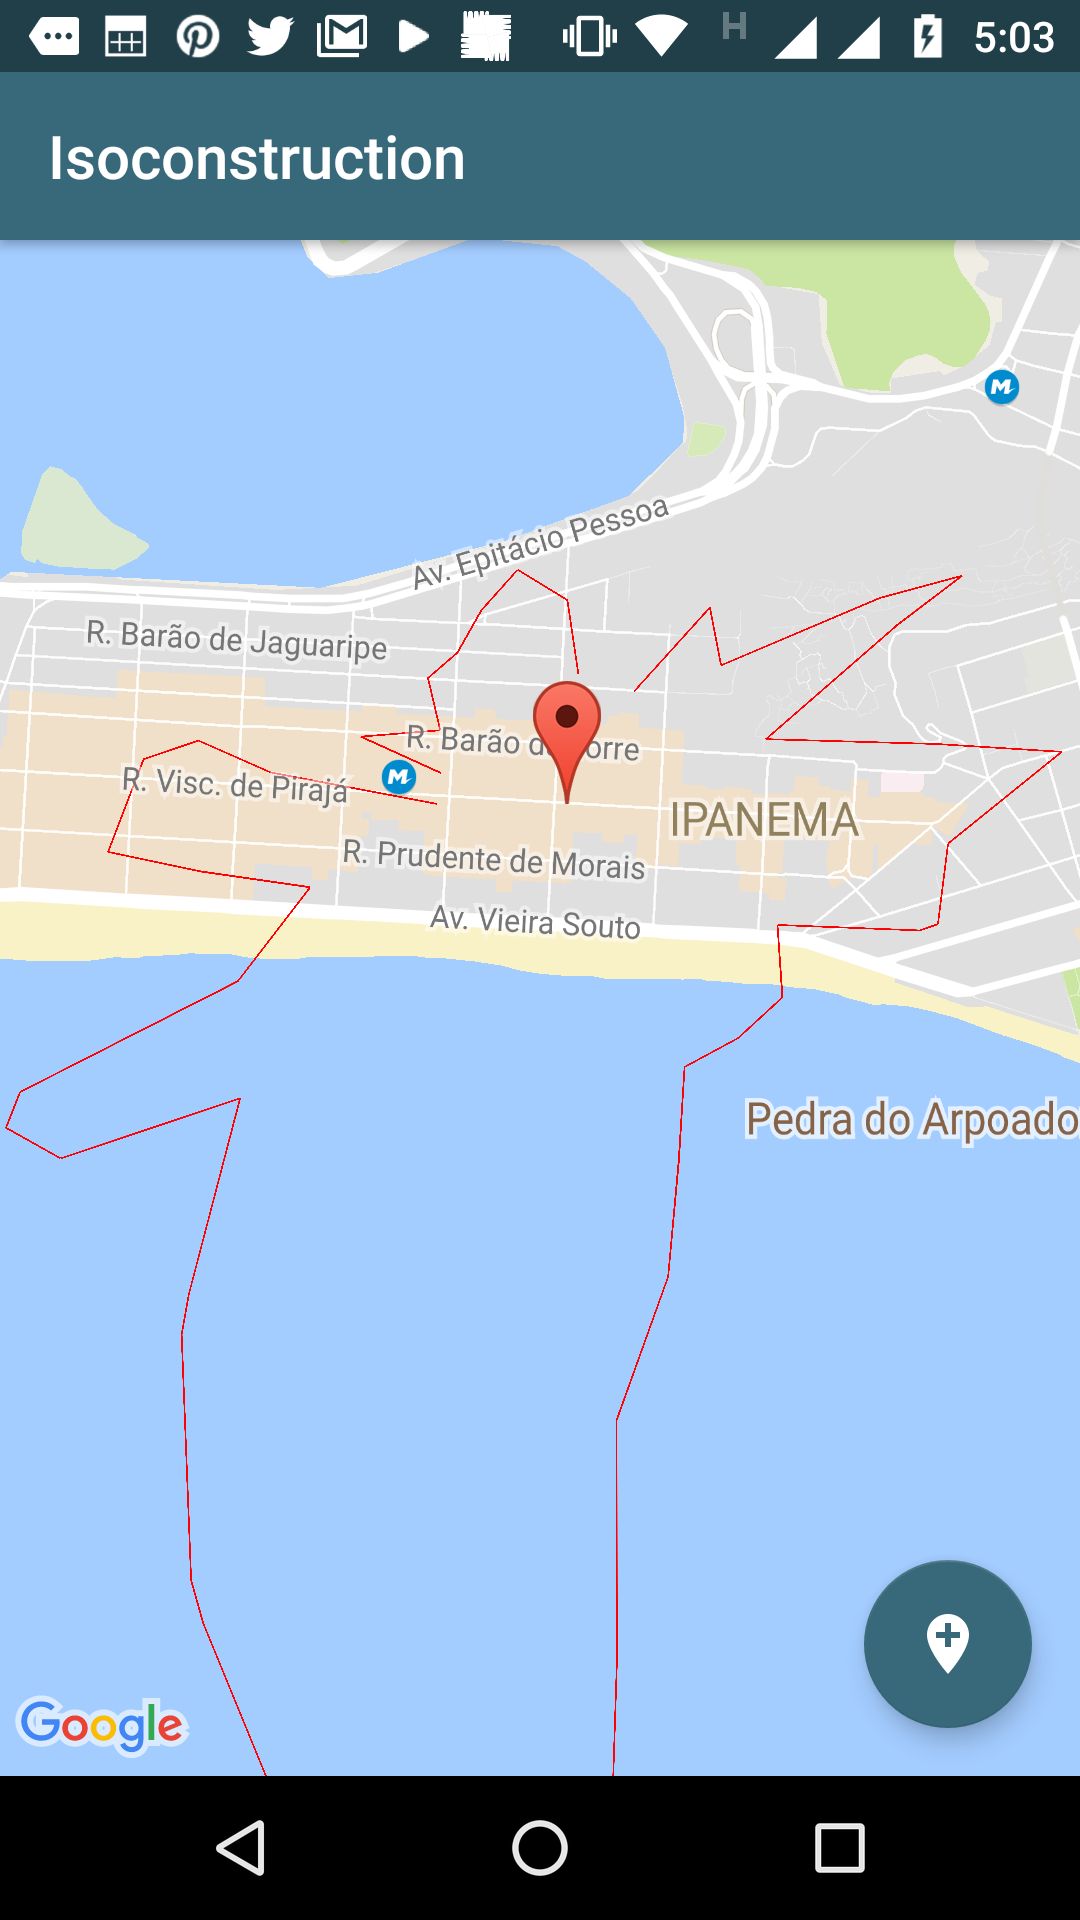 H 5:03
Isoconstruction
M
Av. Epitácio Pessoa
R. Barão de Jaguaripe
R. Barão d orre
R. Visc. de Pirajá
M
IPANEMA
R. Prudente de Morais
Av. Vieira Souto
Pedra do Arpoado
Google